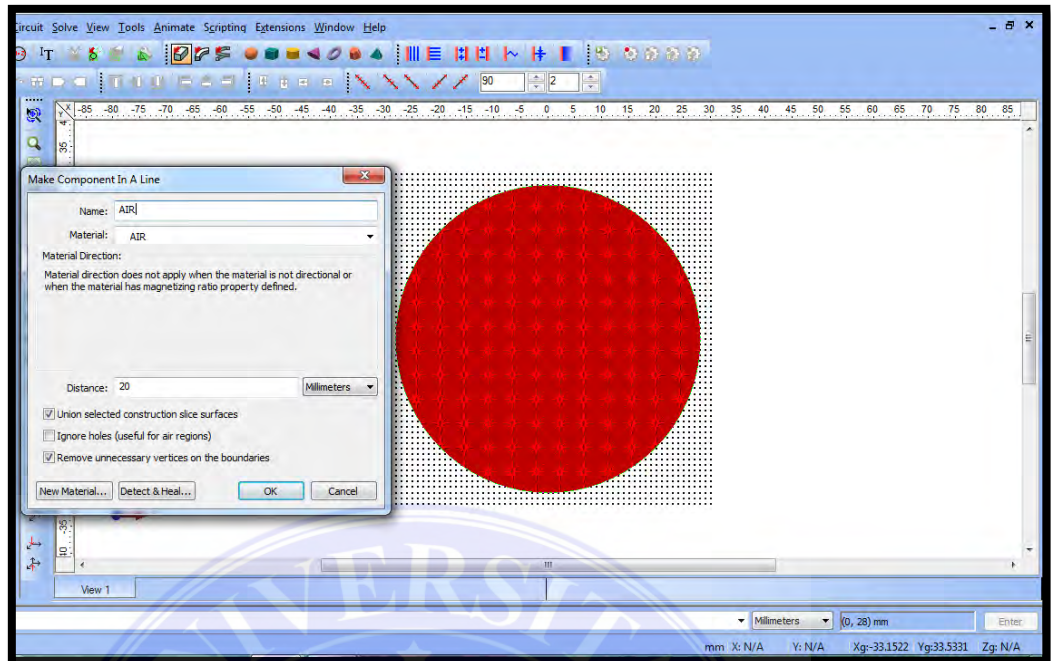 ircuit Solve View Tools Animate Scripting Extensions Window Help
90 2
X -85 -80 -75 -70 -65 -60 -55 -50 -45 -40 -35 -30 -25 -20 -15 -10 -5 0 5 10 15 20 25 30 35 40 45 50 55 60 65 70 75 80 85
Y
35
Make Component In A Line
Name: AIR
Material: AIR
Material Direction:
Material direction does not apply when the material is not directional or
when the material has magnetizing ratio property defined.
Distance: 20 Millimeters
Union selected construction slice surfaces
Ignore holes (useful for air regions)
Remove unnecessary vertices on the boundaries
New Material... Detect & Heal... OK Cancel
-35
View 1
Millimeters (0, 28) mm Enter
mm X: N/A Y: N/A Xg:-33.1522 Yg:33.5331 Zg: N/A